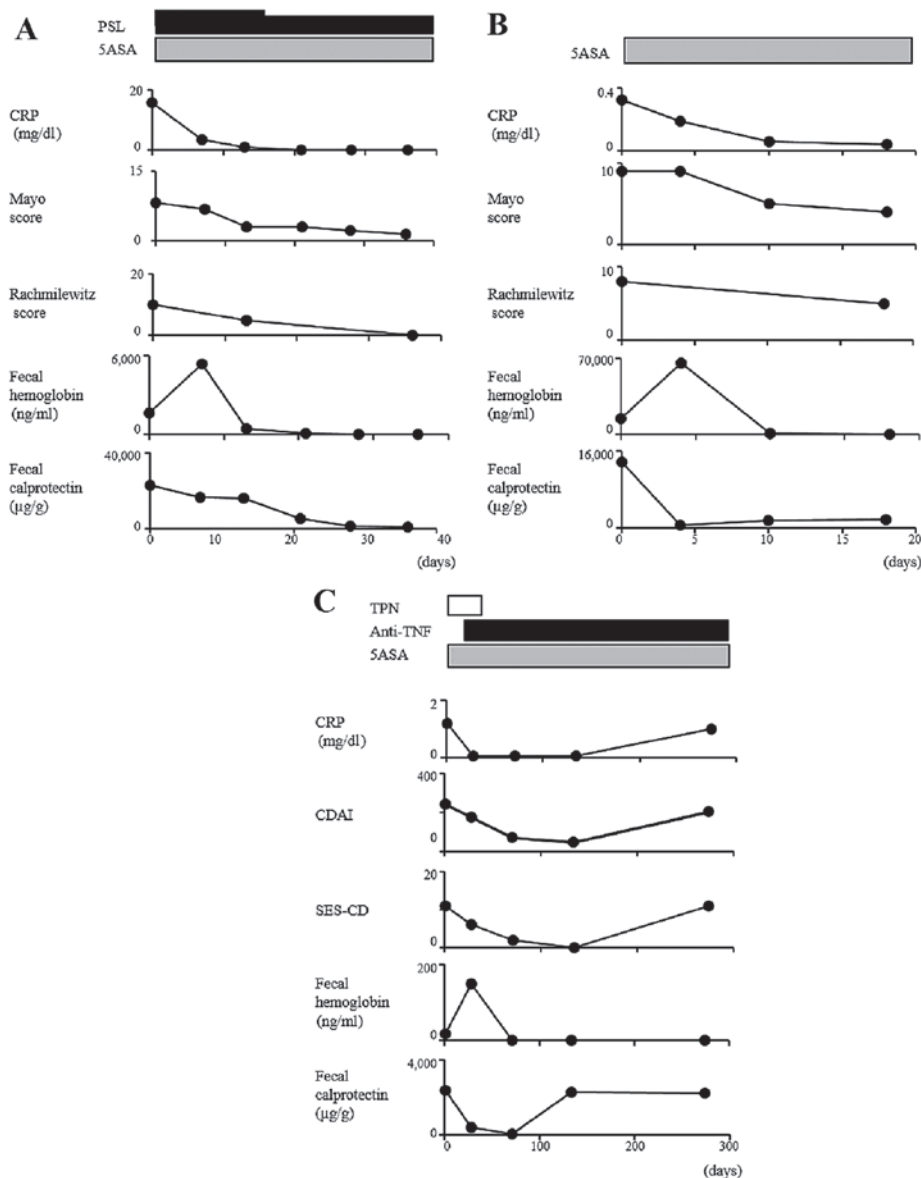 A
PSL
5ASA
20
CRP
(mg/dl)
0
15
Mayo
score
0
20
Rachmilewitz
score
0
6,000
Fecal
hemoglobin
(ng/ml)
0
40,000
Fecal
calprotectin
(µg/g)
0
0 10 20 30 40
(days)
B
5ASA
0.4
CRP
(mg/dl)
0
10
Mayo
score
0
10
Rachmilewitz
score
0
70,000
Fecal
hemoglobin
(ng/ml)
0
16,000
Fecal
calprotectin
(µg/g)
0
0 5 10 15 20
(days)
C
TPN
Anti-TNF
5ASA
2
CRP
(mg/dl)
0
400
CDAI
0
20
SES-CD
0
200
Fecal
hemoglobin
(ng/ml)
0
4,000
Fecal
calprotectin
(µg/g)
0
0 100 200 300
(days)